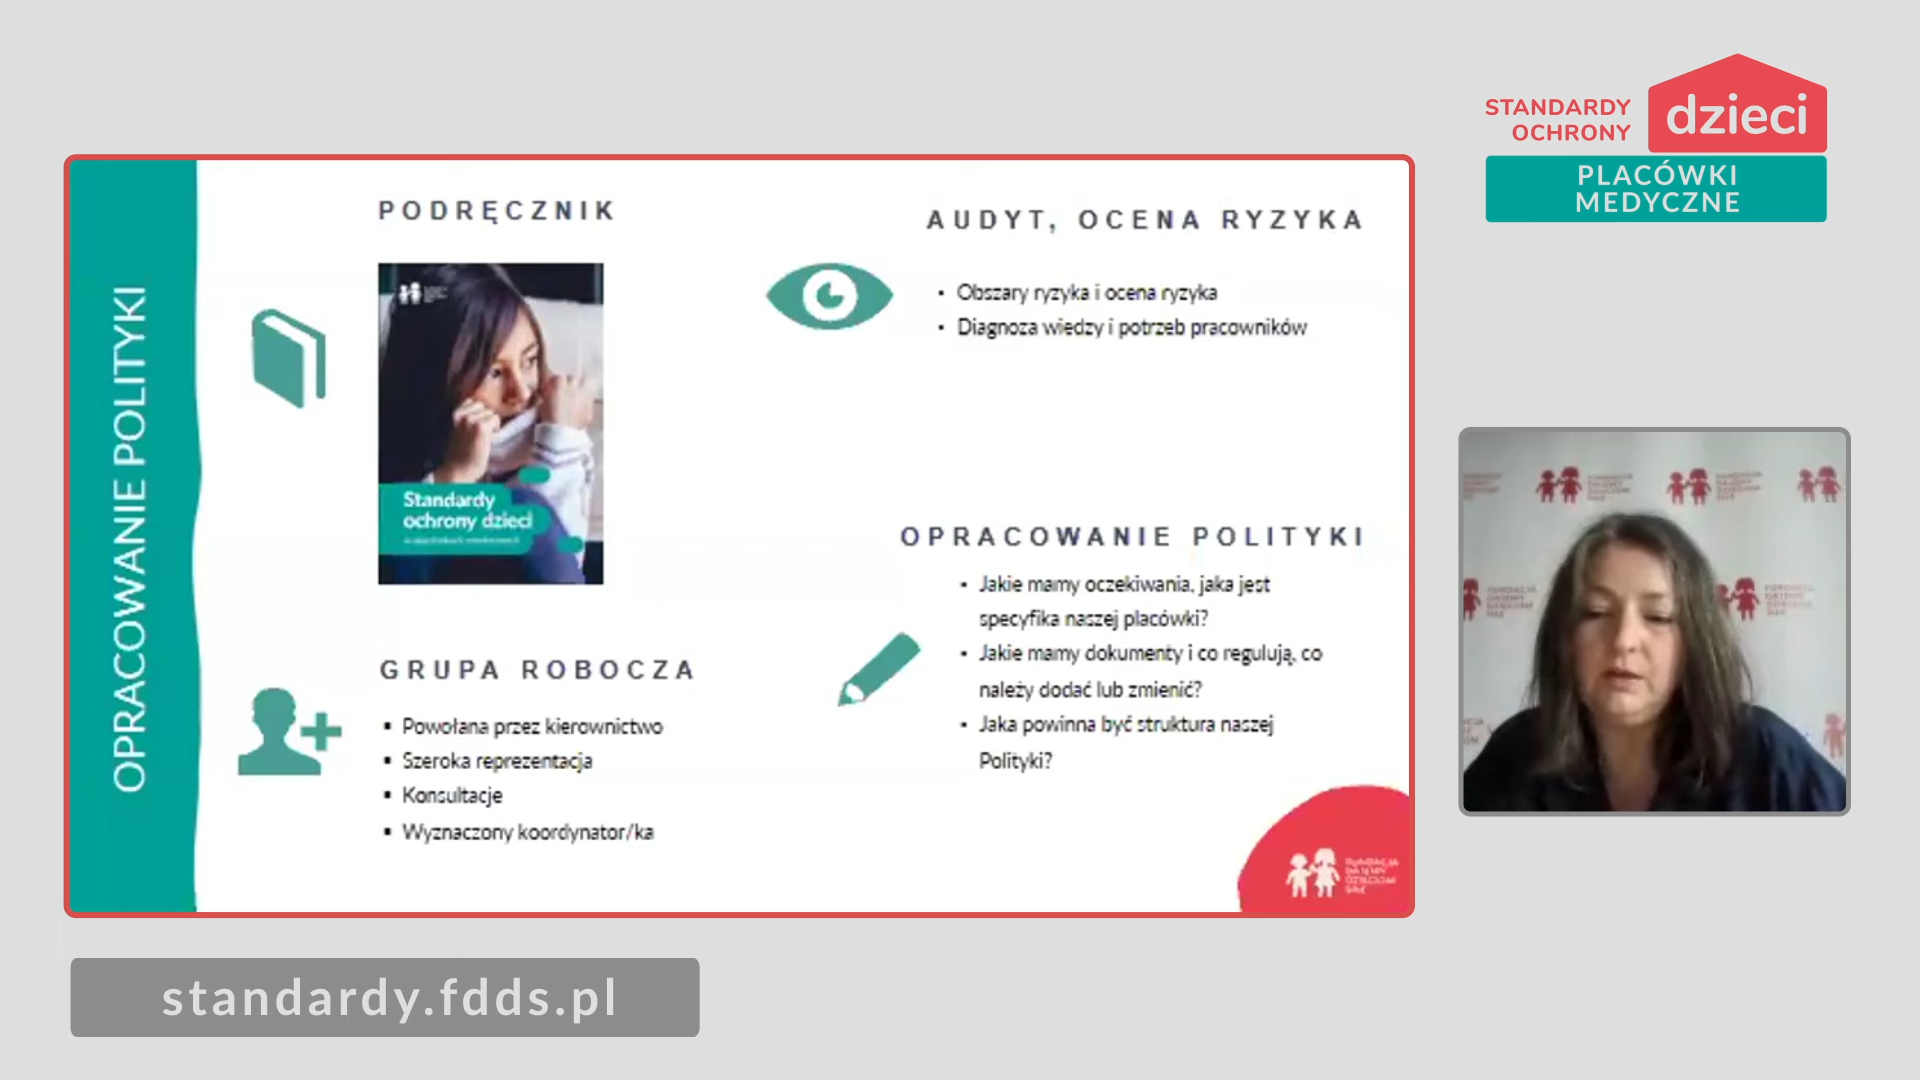 STANDARDY
OCHRONY
dzieci
PLACÓWKI
MEDYCZNE
OPRACOWANIE POLITYKI
PODRĘCZNIK
Standardy
ochrony dzieci
GRUPA ROBOCZA
Powołana przez kierownictwo
Szeroka reprezentacja
Konsultacje
Wyznaczony koordynator/ka
AUDYT, OCENA RYZYKA
Obszary ryzyka i ocena ryzyka
Diagnoza wiedzy i potrzeb pracowników
OPRACOWANIE POLITYKI
Jakie mamy oczekiwania, jaka jest
specyfika naszej placówki?
Jakie mamy dokumenty i co regulują, co
należy dodać lub zmienić?
Jaka powinna być struktura naszej
Polityki?
standardy.fdds.pl